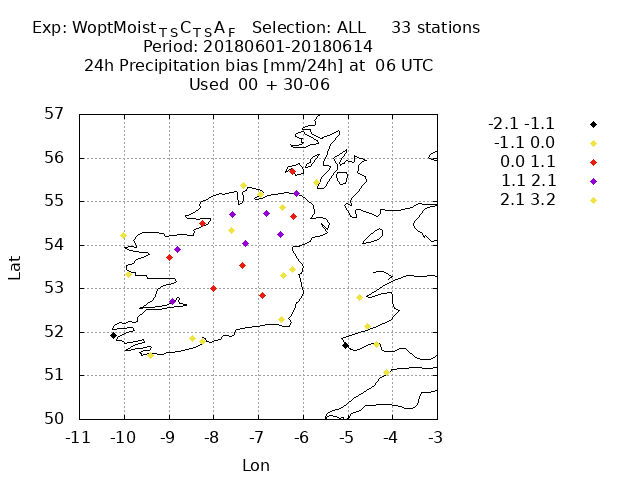 Exp: WoptMoist_TS C_TS A_F Selection: ALL 33 stations
Period: 20180601-20180614
24h Precipitation bias [mm/24h] at 06 UTC
Used 00 + 30-06
-2.1 -1.1
-1.1 0.0
0.0 1.1
1.1 2.1
2.1 3.2
57
56
55
54
53
52
51
50
Lat
-11 -10 -9 -8 -7 -6 -5 -4 -3
Lon